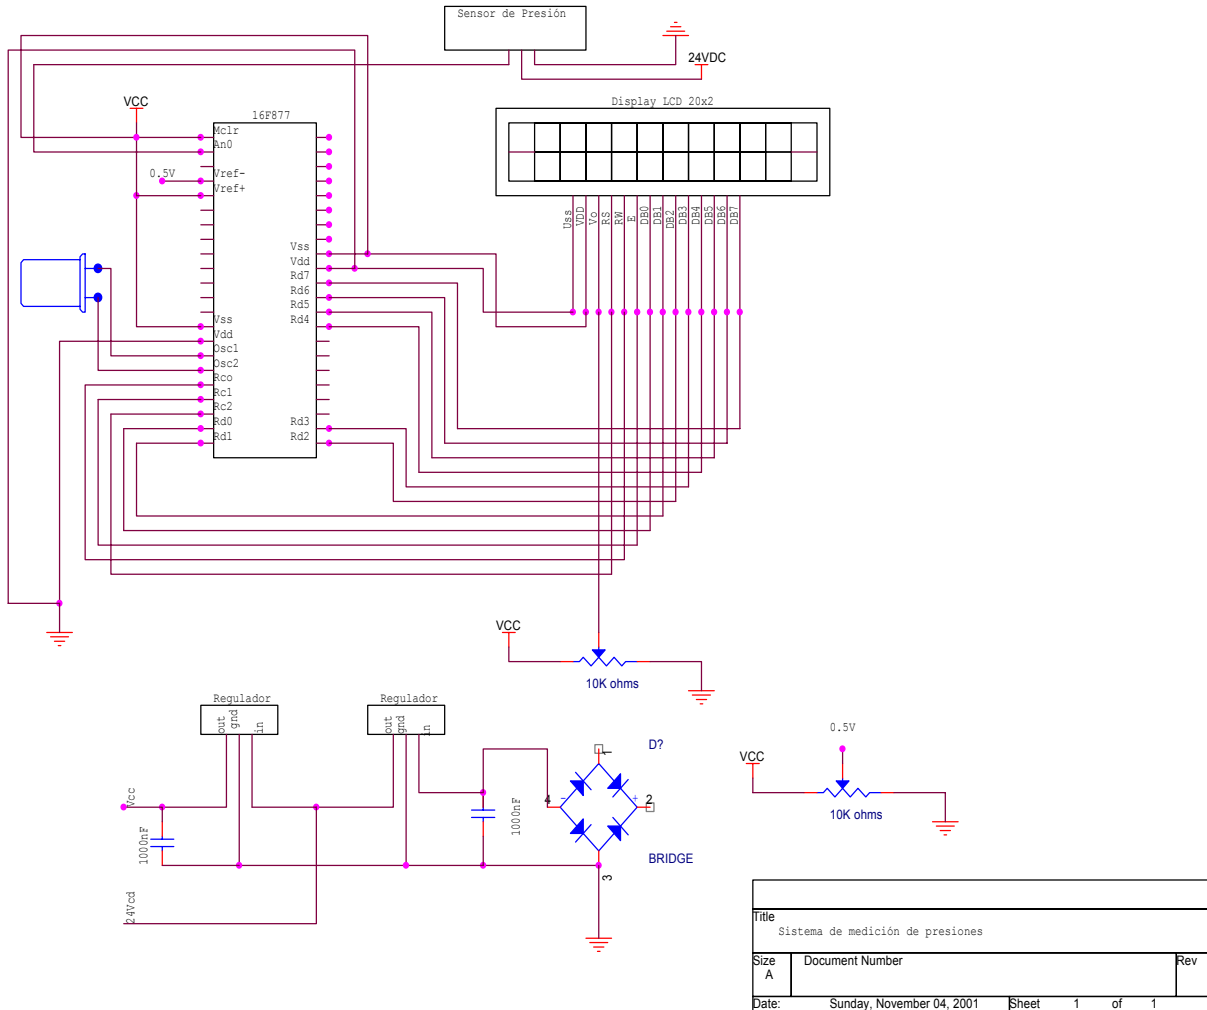 Sensor de Presión
24VDC
VCC
16F877
Display LCD 20x2
Mclr
An0
0.5V
Vref-
Vref+
Uss
VDD
Vo
RS
RW
E
DB0
DB1
DB2
DB3
DB4
DB5
DB6
DB7
Vss
Vdd
Rd7
Rd6
Rd5
Rd4
Vss
Vdd
Osc1
Osc2
Rco
Rc1
Rc2
Rd0
Rd1
Rd3
Rd2
VCC
10K ohms
Regulador
out
gnd
in
Regulador
out
gnd
in
D?
1
4
-
+
2
3
BRIDGE
Vcc
1000nF
1000nF
24Vcd
0.5V
VCC
10K ohms
Title
Sistema de medición de presiones
Size
A
Document Number
Rev
Date:
Sunday, November 04, 2001
Sheet 1 of 1